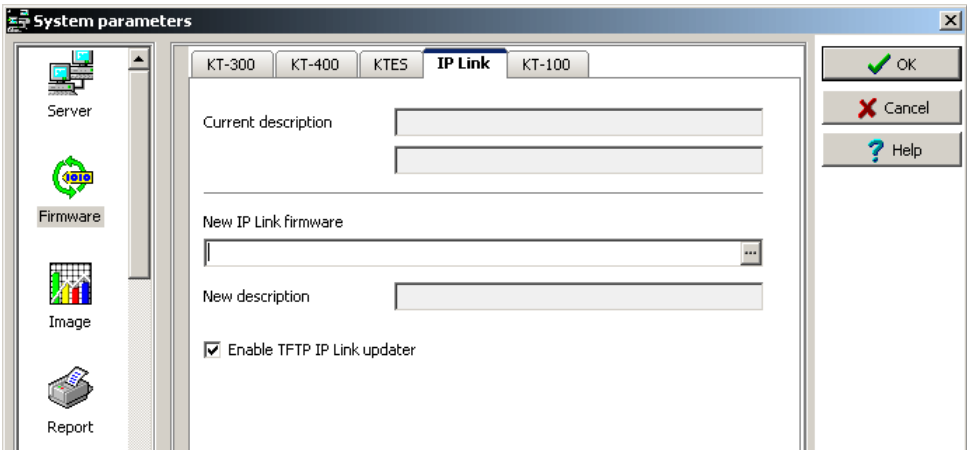 System parameters
Server
Firmware
Image
Report
KT-300 KT-400 KTES IP Link KT-100
Current description
New IP Link firmware
...
New description
Enable TFTP IP Link updater
OK
Cancel
? Help